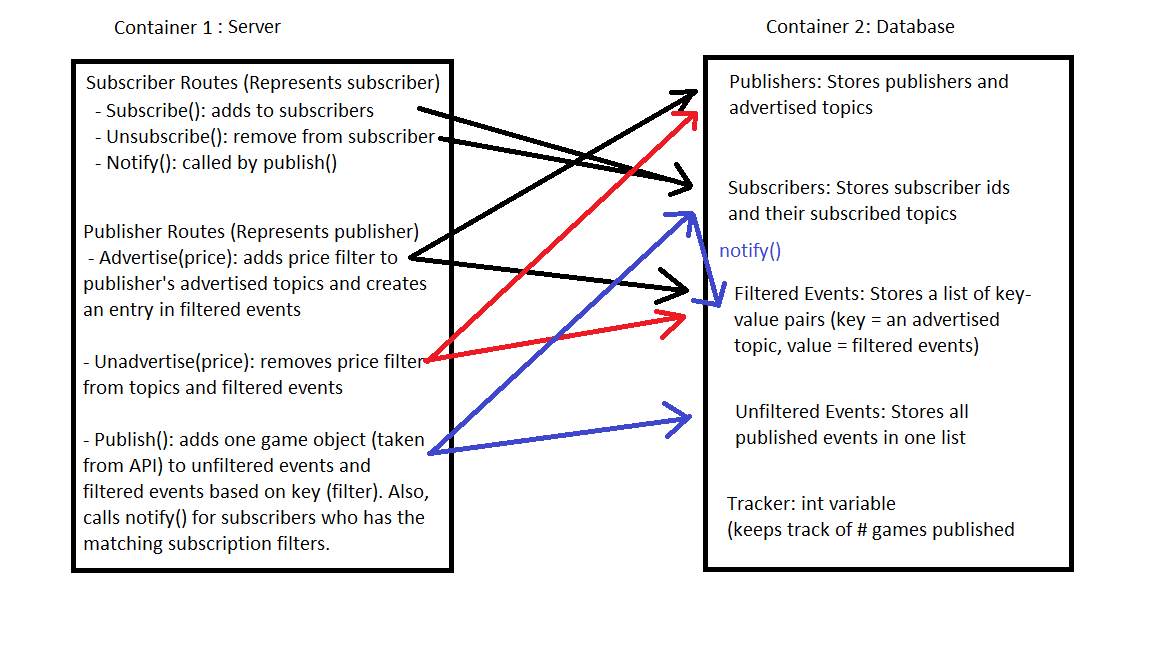 Container 1 : Server
Subscriber Routes (Represents subscriber)
- Subscribe(): adds to subscribers
- Unsubscribe(): remove from subscriber
- Notify(): called by publish()
Publisher Routes (Represents publisher)
- Advertise(price): adds price filter to
publisher's advertised topics and creates
an entry in filtered events
- Unadvertise(price): removes price filter
from topics and filtered events
- Publish(): adds one game object (taken
from API) to unfiltered events and
filtered events based on key (filter). Also,
calls notify() for subscribers who has the
matching subscription filters.
Container 2: Database
Publishers: Stores publishers and
advertised topics
Subscribers: Stores subscriber ids
and their subscribed topics
notify()
Filtered Events: Stores a list of key-
value pairs (key = an advertised
topic, value = filtered events)
Unfiltered Events: Stores all
published events in one list
Tracker: int variable
(keeps track of # games published